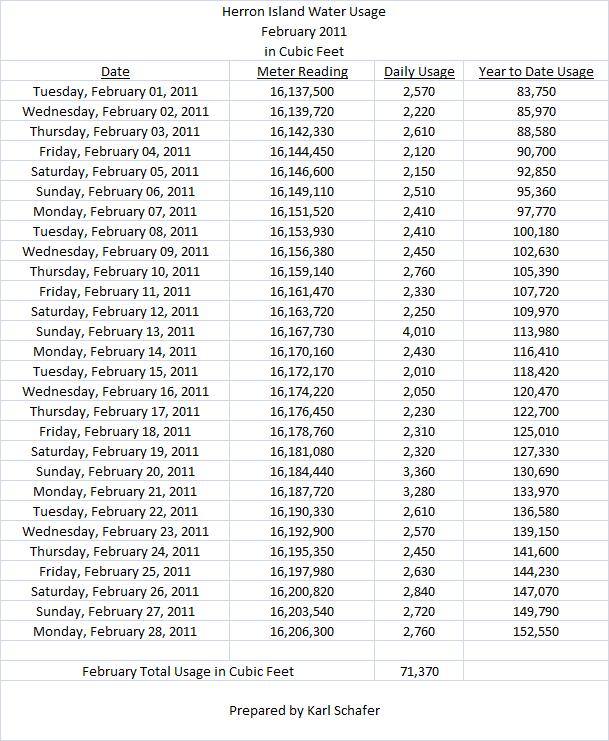 Herron Island Water Usage
February 2011
in Cubic Feet
Date Meter Reading Daily Usage Year to Date Usage
Tuesday, February 01, 2011 16,137,500 2,570 83,750
Wednesday, February 02, 2011 16,139,720 2,220 85,970
Thursday, February 03, 2011 16,142,330 2,610 88,580
Friday, February 04, 2011 16,144,450 2,120 90,700
Saturday, February 05, 2011 16,146,600 2,150 92,850
Sunday, February 06, 2011 16,149,110 2,510 95,360
Monday, February 07, 2011 16,151,520 2,410 97,770
Tuesday, February 08, 2011 16,153,930 2,410 100,180
Wednesday, February 09, 2011 16,156,380 2,450 102,630
Thursday, February 10, 2011 16,159,140 2,760 105,390
Friday, February 11, 2011 16,161,470 2,330 107,720
Saturday, February 12, 2011 16,163,720 2,250 109,970
Sunday, February 13, 2011 16,167,730 4,010 113,980
Monday, February 14, 2011 16,170,160 2,430 116,410
Tuesday, February 15, 2011 16,172,170 2,010 118,420
Wednesday, February 16, 2011 16,174,220 2,050 120,470
Thursday, February 17, 2011 16,176,450 2,230 122,700
Friday, February 18, 2011 16,178,760 2,310 125,010
Saturday, February 19, 2011 16,181,080 2,320 127,330
Sunday, February 20, 2011 16,184,440 3,360 130,690
Monday, February 21, 2011 16,187,720 3,280 133,970
Tuesday, February 22, 2011 16,190,330 2,610 136,580
Wednesday, February 23, 2011 16,192,900 2,570 139,150
Thursday, February 24, 2011 16,195,350 2,450 141,600
Friday, February 25, 2011 16,197,980 2,630 144,230
Saturday, February 26, 2011 16,200,820 2,840 147,070
Sunday, February 27, 2011 16,203,540 2,720 149,790
Monday, February 28, 2011 16,206,300 2,760 152,550
February Total Usage in Cubic Feet 71,370
Prepared by Karl Schafer